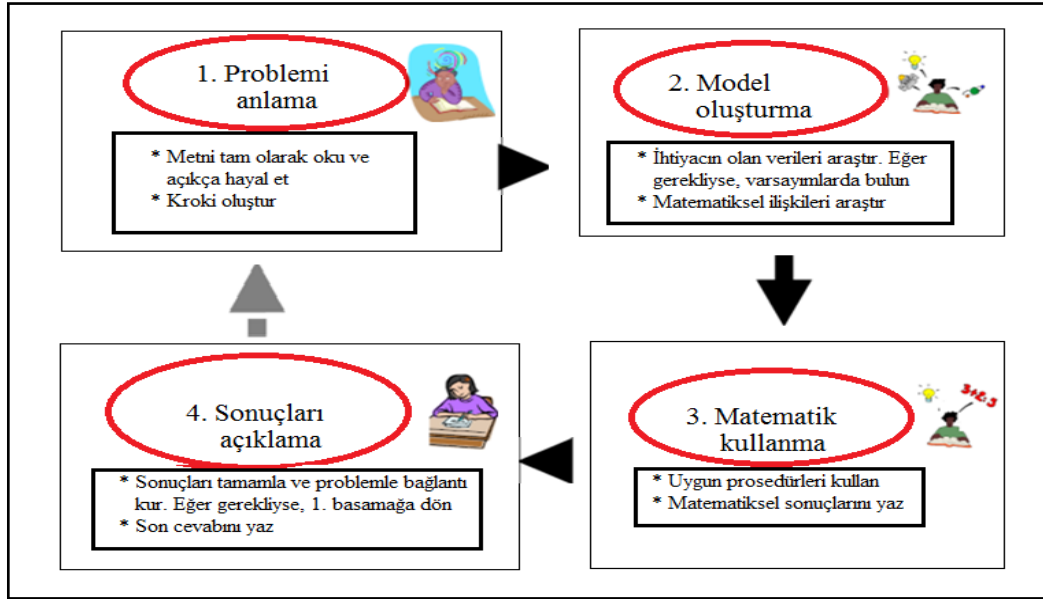 1. Problemi
anlama
* Metni tam olarak oku ve
açıkça hayal et
* Kroki oluştur
2. Model
oluşturma
* İhtiyacın olan verileri araştır. Eğer
gerekliyse, varsayımlarda bulun
* Matematiksel ilişkileri araştır
3. Matematik
kullanma
* Uygun prosedürleri kullan
* Matematiksel sonuçlarını yaz
4. Sonuçları
açıklama
* Sonuçları tamamla ve problemle bağlantı
kur. Eğer gerekliyse, 1. basamağa dön
* Son cevabını yaz